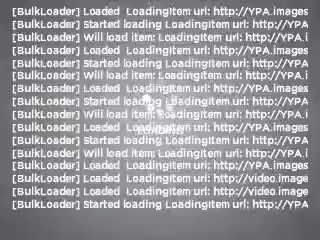 [BulkLoader] Loaded LoadingItem url: http://YPA.images
[BulkLoader] Started loading LoadingItem url: http://YPA
[BulkLoader] Will load item: LoadingItem url: http://YPA.i
[BulkLoader] Loaded LoadingItem url: http://YPA.images
[BulkLoader] Started loading LoadingItem url: http://YPA
[BulkLoader] Will load item: LoadingItem url: http://YPA.i
[BulkLoader] Loaded LoadingItem url: http://YPA.images
[BulkLoader] Started loading LoadingItem url: http://YPA
[BulkLoader] Will load item: LoadingItem url: http://YPA.i
[BulkLoader] Loaded LoadingItem url: http://YPA.images
LOADING
[BulkLoader] Started loading LoadingItem url: http://YPA
[BulkLoader] Will load item: LoadingItem url: http://YPA.i
[BulkLoader] Loaded LoadingItem url: http://YPA.images
[BulkLoader] Loaded LoadingItem url: http://video.image
[BulkLoader] Loaded LoadingItem url: http://video.image
[BulkLoader] Started loading LoadingItem url: http://YPA